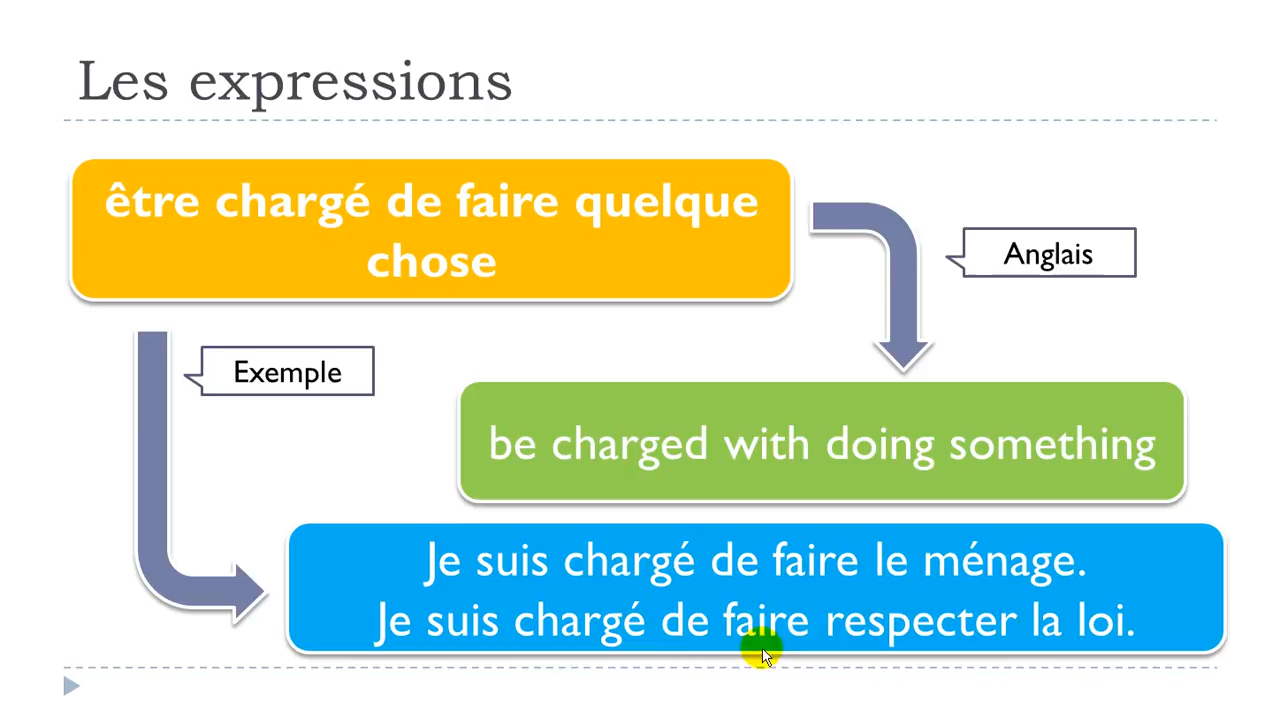 Les expressions
être chargé de faire quelque
chose
Anglais
Exemple
be charged with doing something
Je suis chargé de faire le ménage.
Je suis chargé de faire respecter la loi.